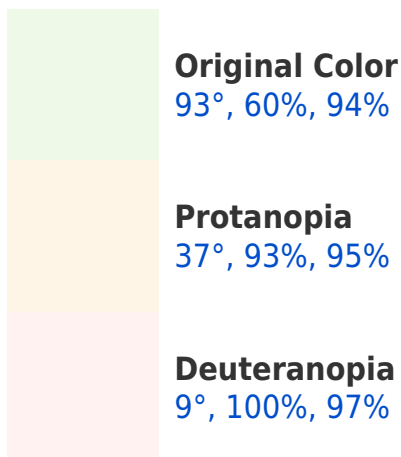 Original Color
93°, 60%, 94%
Protanopia
37°, 93%, 95%
Deuteranopia
9°, 100%, 97%